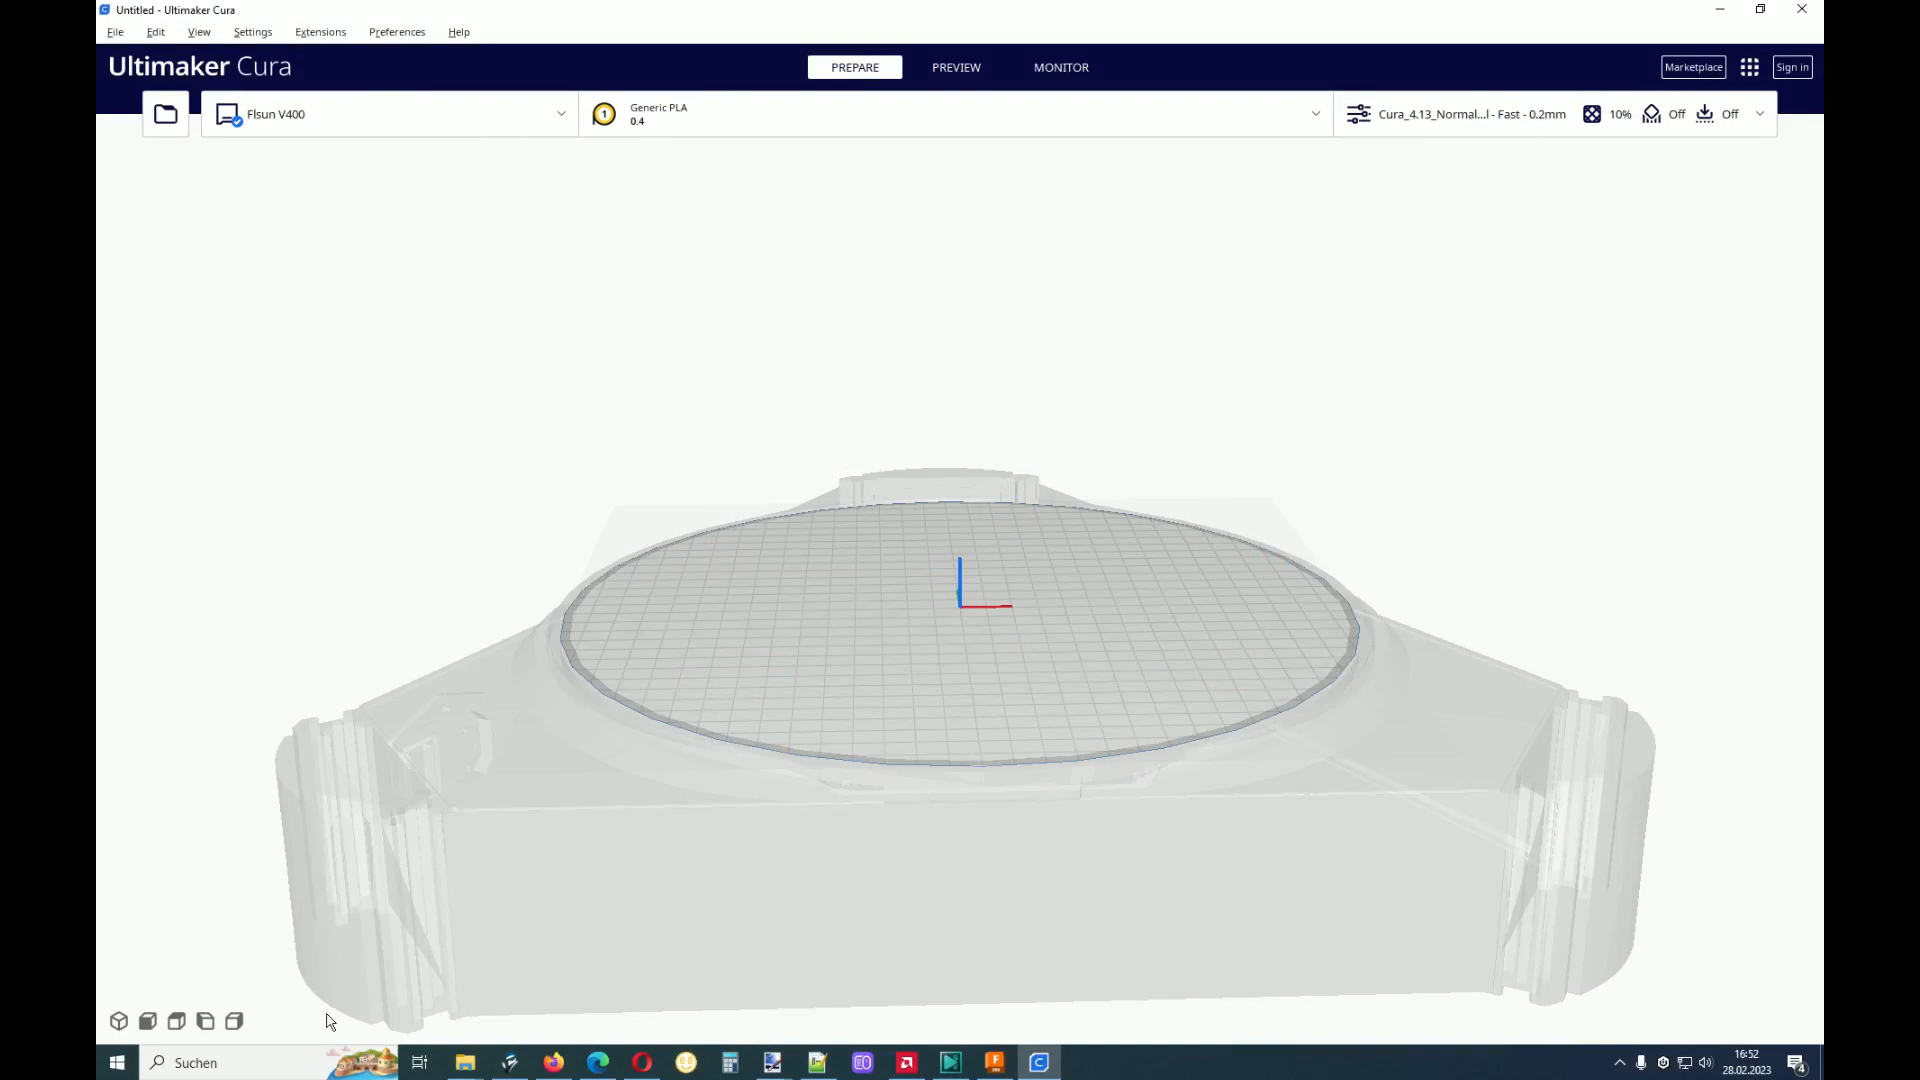 Untitled - Ultimaker Cura
File Edit View Settings Extensions Preferences Help
Ultimaker Cura
PREPARE PREVIEW MONITOR
Marketplace Sign in
Flsun V400
1
Generic PLA
0.4
Cura_4.13_Normal...l - Fast - 0.2mm 10% Off Off
Suchen
16:52
28.02.2023
4